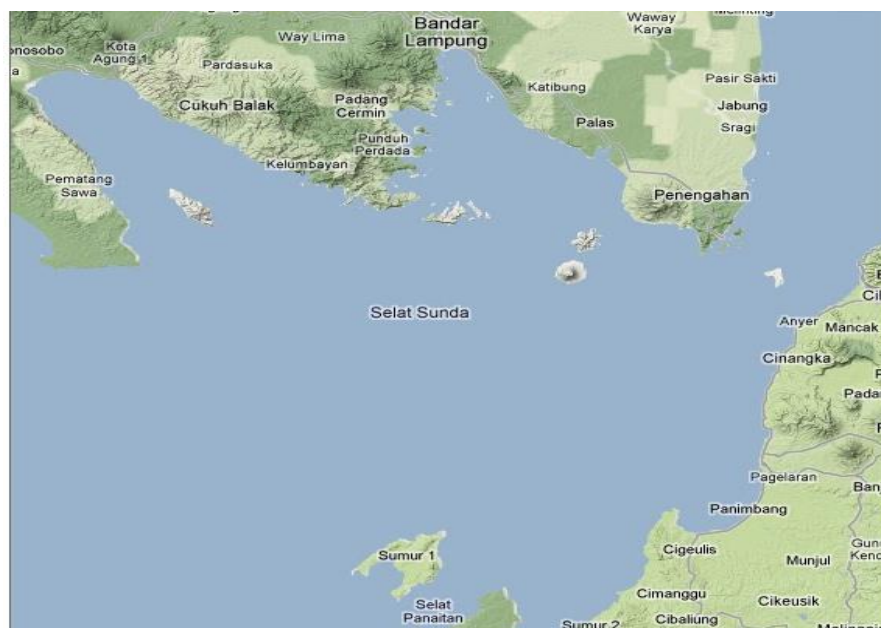 Bandar
Lampung
Way Lima
Waway
Karya
Kota
Agung 1
Pardasuka
Pasir Sakti
Katibung
Cukuh Balak
Padang
Cermin
Jabung
Palas
Sragi
Punduh
Perdada
Kelumbayan
Pematang
Sawa
Penengahan
Selat Sunda
Anyer
Mancak
Cinangka
Pagelaran
Panimbang
Sumur 1
Cigeulis
Munjul
Cimanggu
Cikeusik
Selat
Panaitan
Sumur 2
Cibaliung